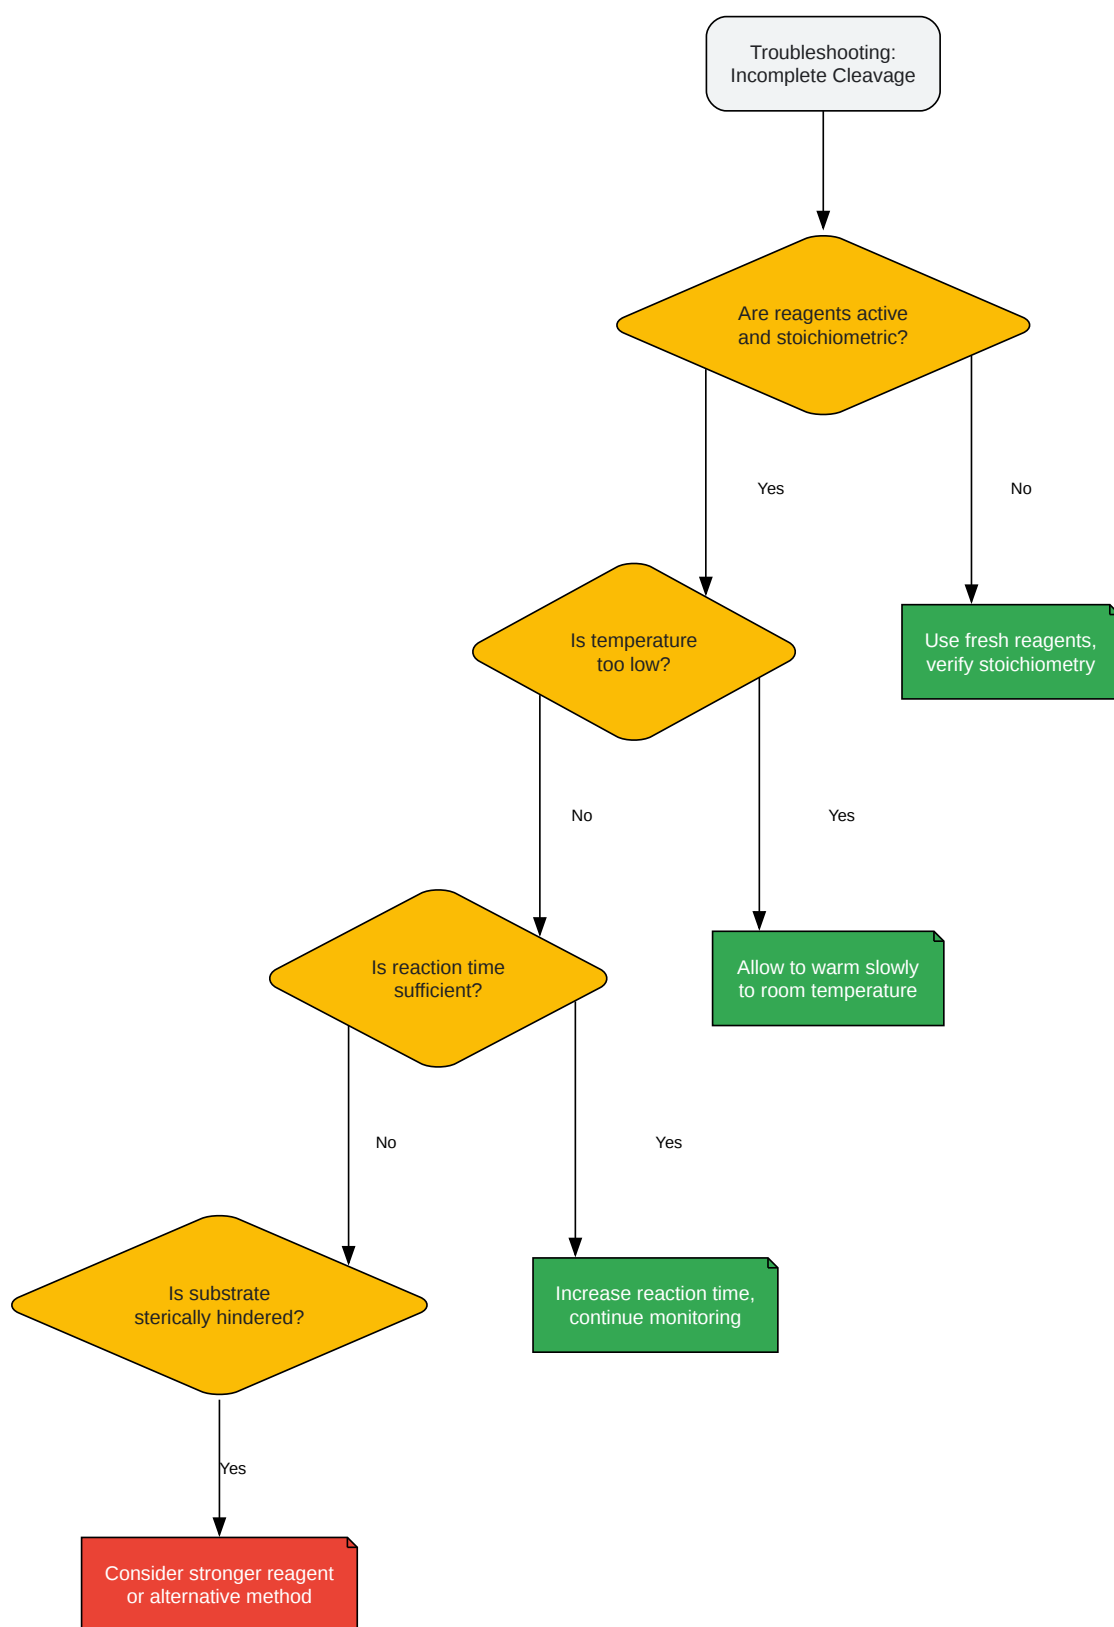 Troubleshooting:
Incomplete Cleavage
Are reagents active
and stoichiometric?
Yes
No
Is temperature
too low?
Use fresh reagents,
verify stoichiometry
No
Yes
Is reaction time
sufficient?
Allow to warm slowly
to room temperature
No
Yes
Is substrate
sterically hindered?
Increase reaction time,
continue monitoring
Yes
Consider stronger reagent
or alternative method